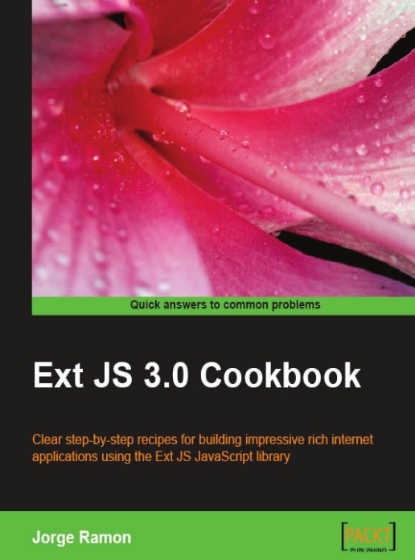 Quick answers to common problems
Ext JS 3.0 Cookbook
Clear step-by-step recipes for building impressive rich internet
applications using the Ext JS JavaScript library
Jorge Ramon
[PACKT]
PUBLISHING